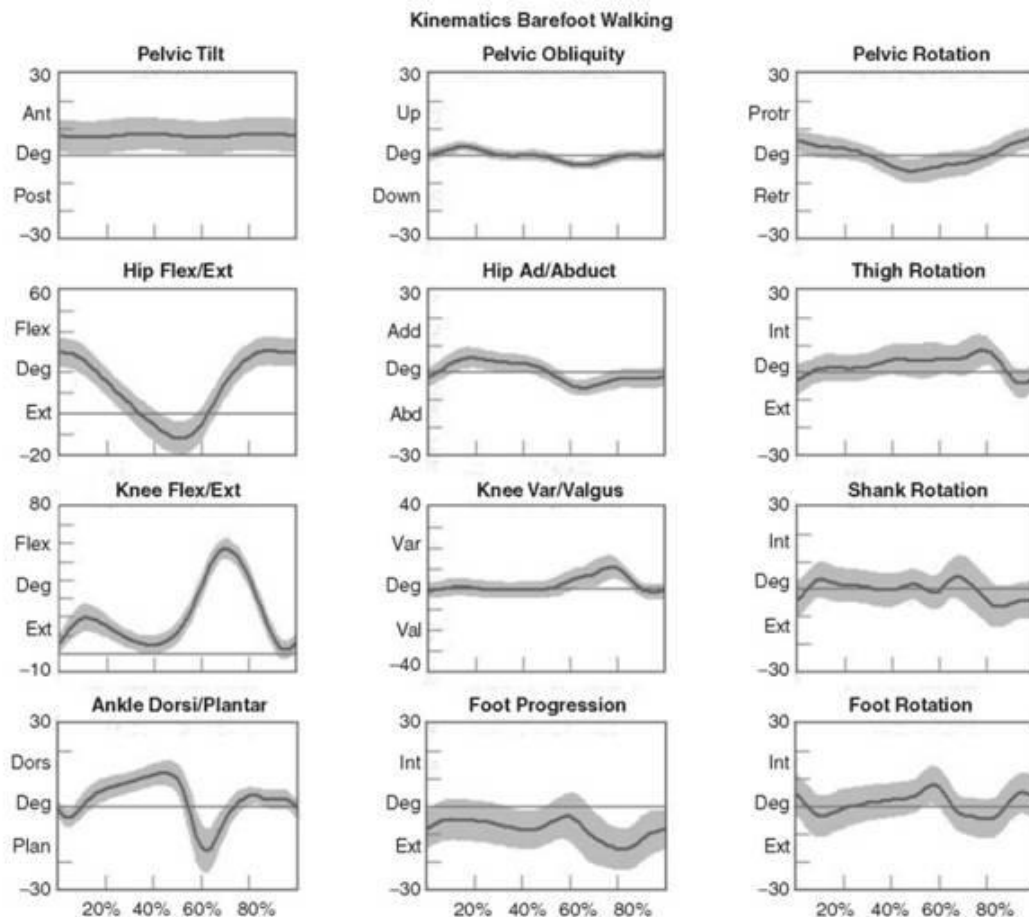 Kinematics Barefoot Walking
Pelvic Tilt
30
Ant
Deg
Post
–30
Pelvic Obliquity
30
Up
Deg
Down
–30
Pelvic Rotation
30
Protr
Deg
Retr
–30
Hip Flex/Ext
60
Flex
Deg
Ext
–20
Hip Ad/Abduct
30
Add
Deg
Abd
–30
Thigh Rotation
30
Int
Deg
Ext
–30
Knee Flex/Ext
80
Flex
Deg
Ext
–10
Knee Var/Valgus
40
Var
Deg
Val
–40
Shank Rotation
30
Int
Deg
Ext
–30
Ankle Dorsi/Plantar
30
Dors
Deg
Plan
–30
20% 40% 60% 80%
Foot Progression
30
Int
Deg
Ext
–30
20% 40% 60% 80%
Foot Rotation
30
Int
Deg
Ext
–30
20% 40% 60% 80%